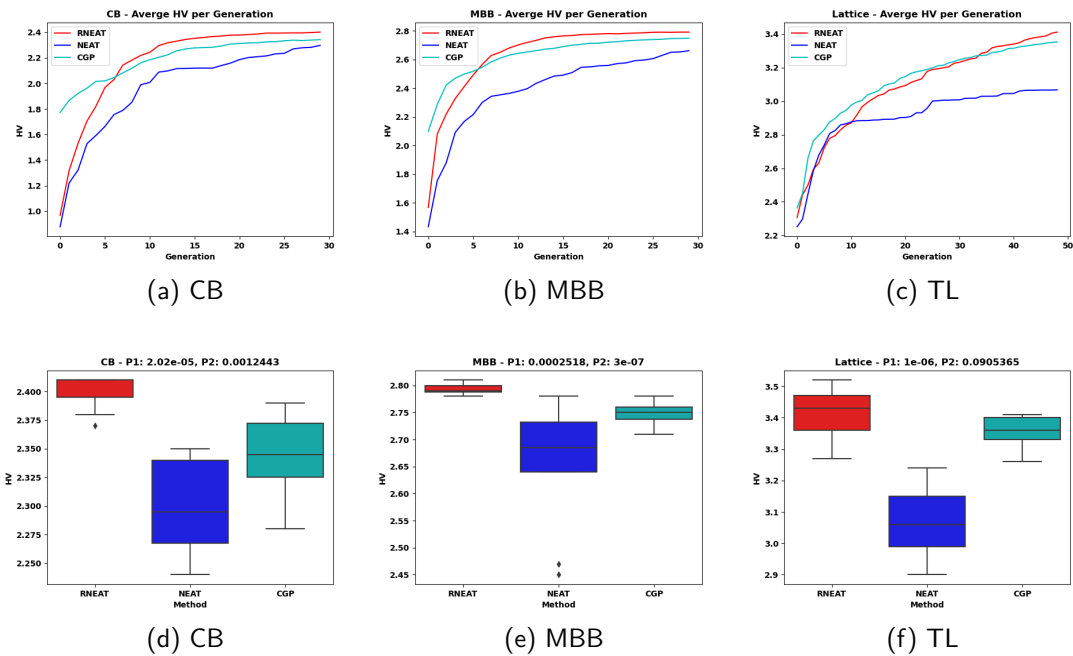 CB - Averge HV per Generation
RNEAT
NEAT
CGP
2.4
2.2
2.0
1.8
1.6
1.4
1.2
1.0
HV
0 5 10 15 20 25 30
Generation
(a) CB
MBB - Averge HV per Generation
RNEAT
NEAT
CGP
2.8
2.6
2.4
2.2
2.0
1.8
1.6
1.4
HV
0 5 10 15 20 25 30
Generation
(b) MBB
Lattice - Averge HV per Generation
RNEAT
NEAT
CGP
3.4
3.2
3.0
2.8
2.6
2.4
2.2
HV
0 10 20 30 40 50
Generation
(c) TL
CB - P1: 2.02e-05, P2: 0.0012443
2.400
2.375
2.350
2.325
2.300
2.275
2.250
HV
RNEAT NEAT CGP
Method
(d) CB
MBB - P1: 0.0002518, P2: 3e-07
2.80
2.75
2.70
2.65
2.60
2.55
2.50
2.45
HV
RNEAT NEAT CGP
Method
(e) MBB
Lattice - P1: 1e-06, P2: 0.0905365
3.5
3.4
3.3
3.2
3.1
3.0
2.9
HV
RNEAT NEAT CGP
Method
(f) TL